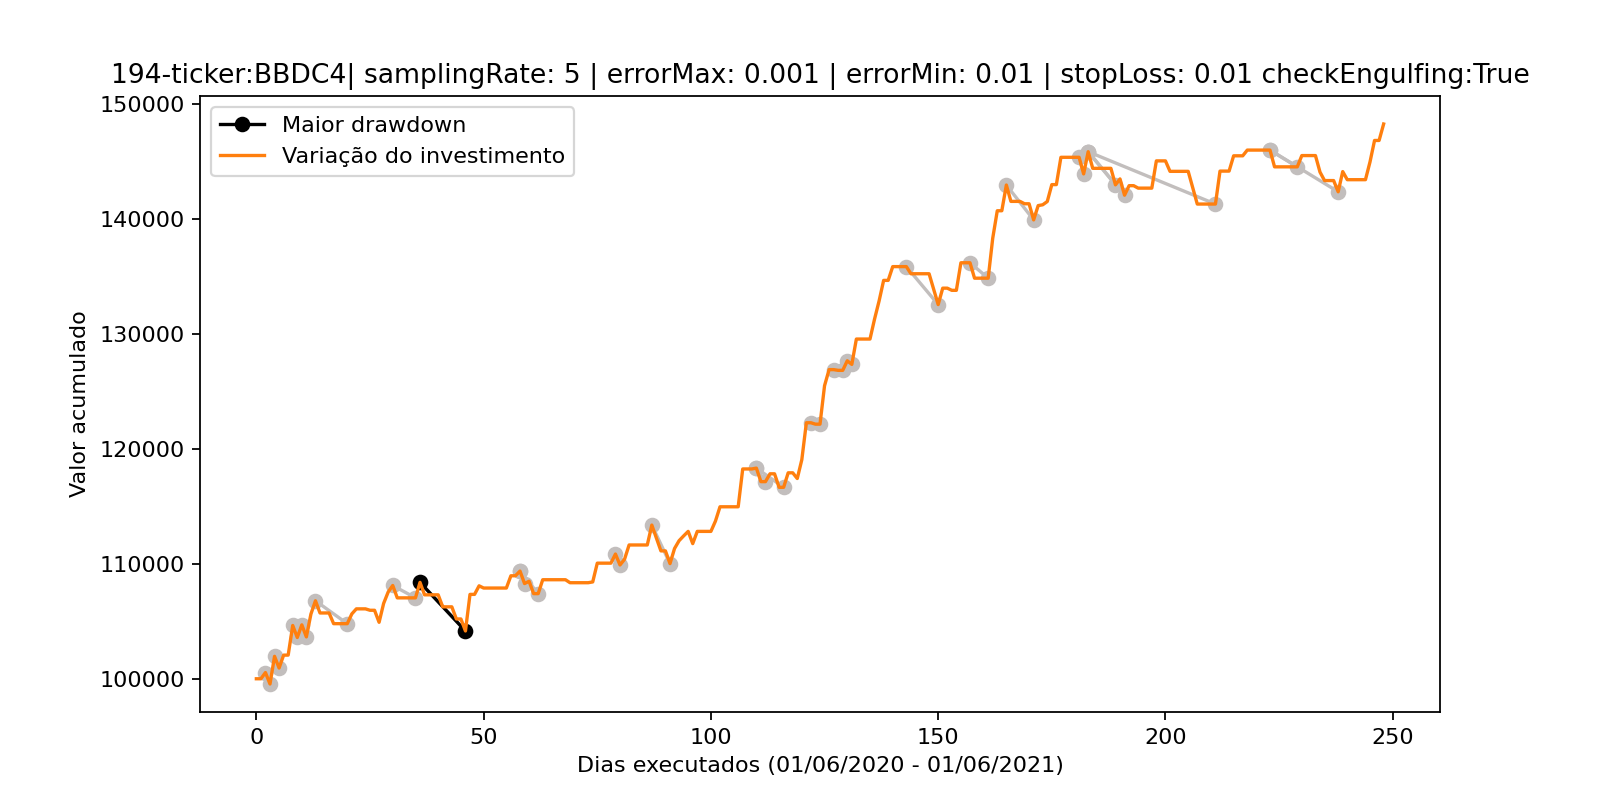 194-ticker:BBDC4| samplingRate: 5 | errorMax: 0.001 | errorMin: 0.01 | stopLoss: 0.01 checkEngulfing:True
Maior drawdown
Variação do investimento
Valor acumulado
150000
140000
130000
120000
110000
100000
0 50 100 150 200 250
Dias executados (01/06/2020 - 01/06/2021)